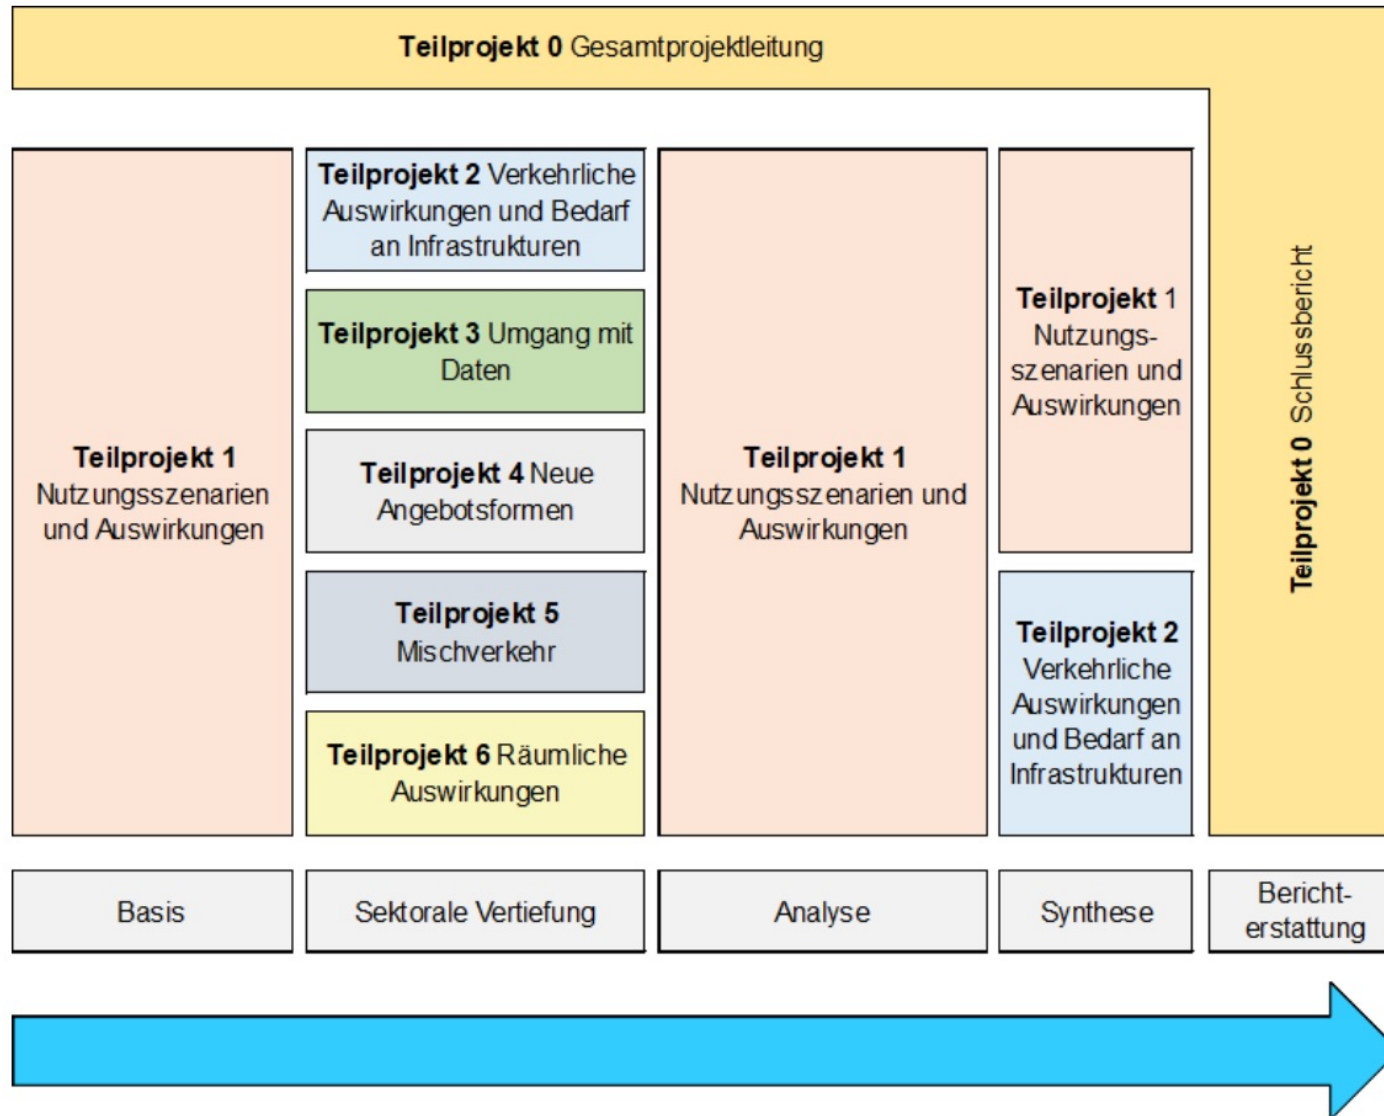 Teilprojekt 0 Gesamtprojektleitung
Teilprojekt 1
Nutzungsszenarien
und Auswirkungen
Teilprojekt 2 Verkehrliche
Auswirkungen und Bedarf
an Infrastrukturen
Teilprojekt 3 Umgang mit
Daten
Teilprojekt 4 Neue
Angebotsformen
Teilprojekt 5
Mischverkehr
Teilprojekt 6 Räumliche
Auswirkungen
Teilprojekt 1
Nutzungsszenarien und
Auswirkungen
Teilprojekt 1
Nutzungs-
szenarien und
Auswirkungen
Teilprojekt 2
Verkehrliche
Auswirkungen
und Bedarf an
Infrastrukturen
Teilprojekt 0 Schlussbericht
Basis
Sektorale Vertiefung
Analyse
Synthese
Bericht-
erstattung